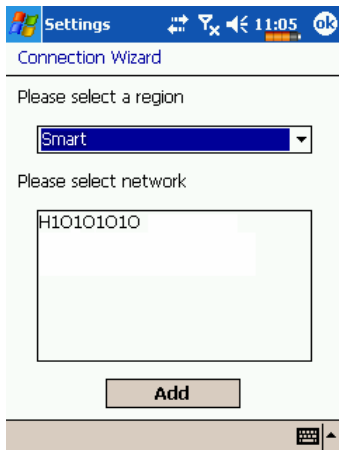 Settings 11:05 ok
Connection Wizard
Please select a region
Smart
Please select network
H1O1O1O1O
Add